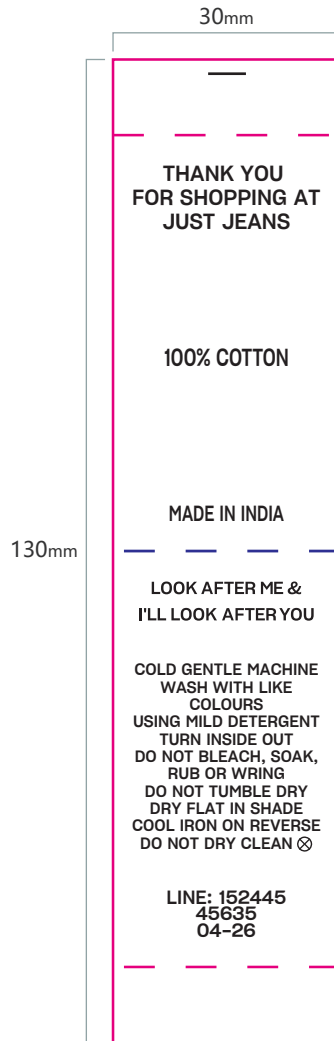 30mm
THANK YOU
FOR SHOPPING AT
JUST JEANS
100% COTTON
MADE IN INDIA
130mm
LOOK AFTER ME &
I'LL LOOK AFTER YOU
COLD GENTLE MACHINE
WASH WITH LIKE
COLOURS
USING MILD DETERGENT
TURN INSIDE OUT
DO NOT BLEACH, SOAK,
RUB OR WRING
DO NOT TUMBLE DRY
DRY FLAT IN SHADE
COOL IRON ON REVERSE
DO NOT DRY CLEAN ⊗
LINE: 152445
45635
04-26